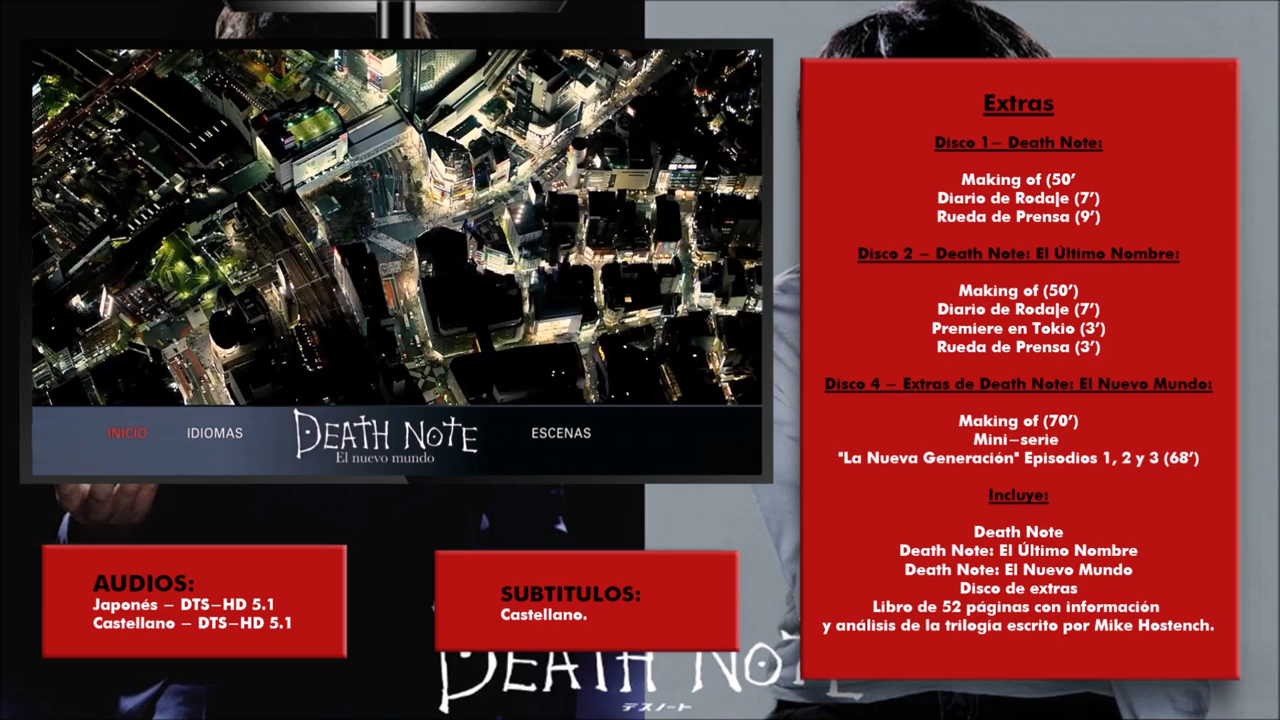 INICIO
IDIOMAS
DEATH NOTE
El nuevo mundo
ESCENAS
AUDIOS:
Japonés – DTS-HD 5.1
Castellano – DTS-HD 5.1
SUBTITULOS:
Castellano.
DEATH NOTE
デスノート
Extras
Disco 1– Death Note:
Making of (50’
Diario de Rodaje (7’)
Rueda de Prensa (9’)
Disco 2 – Death Note: El Último Nombre:
Making of (50’)
Diario de Rodaje (7’)
Premiere en Tokio (3’)
Rueda de Prensa (3’)
Disco 4 – Extras de Death Note: El Nuevo Mundo:
Making of (70’)
Mini-serie
"La Nueva Generación" Episodios 1, 2 y 3 (68’)
Incluye:
Death Note
Death Note: El Último Nombre
Death Note: El Nuevo Mundo
Disco de extras
Libro de 52 páginas con información
y análisis de la trilogía escrito por Mike Hostench.